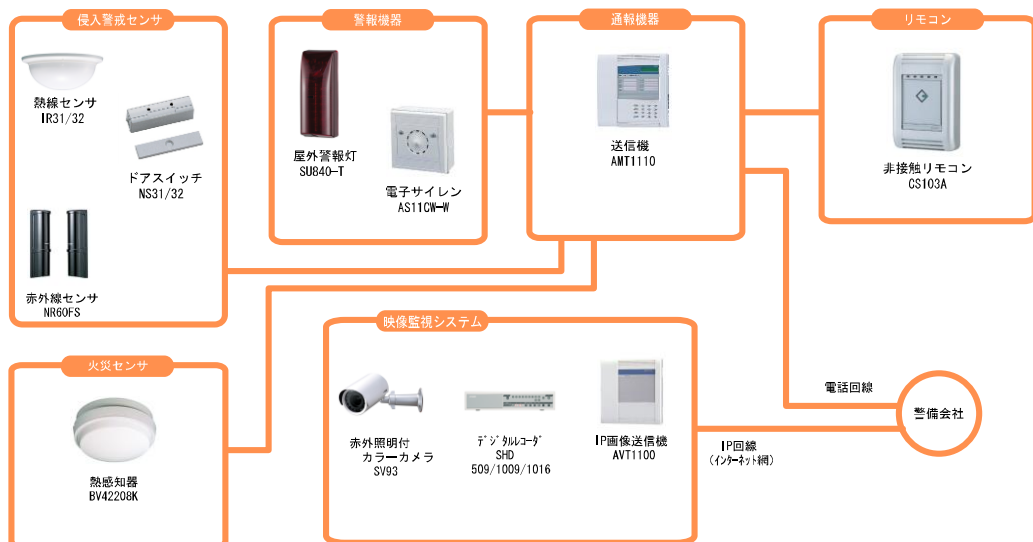 侵入警戒センサ
熱線センサ
IR31/32
ドアスイッチ
NS31/32
赤外線センサ
NR60FS
警報機器
屋外警報灯
SU840-T
電子サイレン
AS11CW-W
通報機器
送信機
AMT1110
リモコン
非接触リモコン
CS103A
火災センサ
熱感知器
BV42208K
映像監視システム
赤外照明付
カラーカメラ
SV93
ﾃﾞｼﾞﾀﾙﾚｺｰﾀﾞ
SHD
509/1009/1016
IP画像送信機
AVT1100
電話回線
IP回線
(ｲﾝﾀｰﾈｯﾄ網)
警備会社